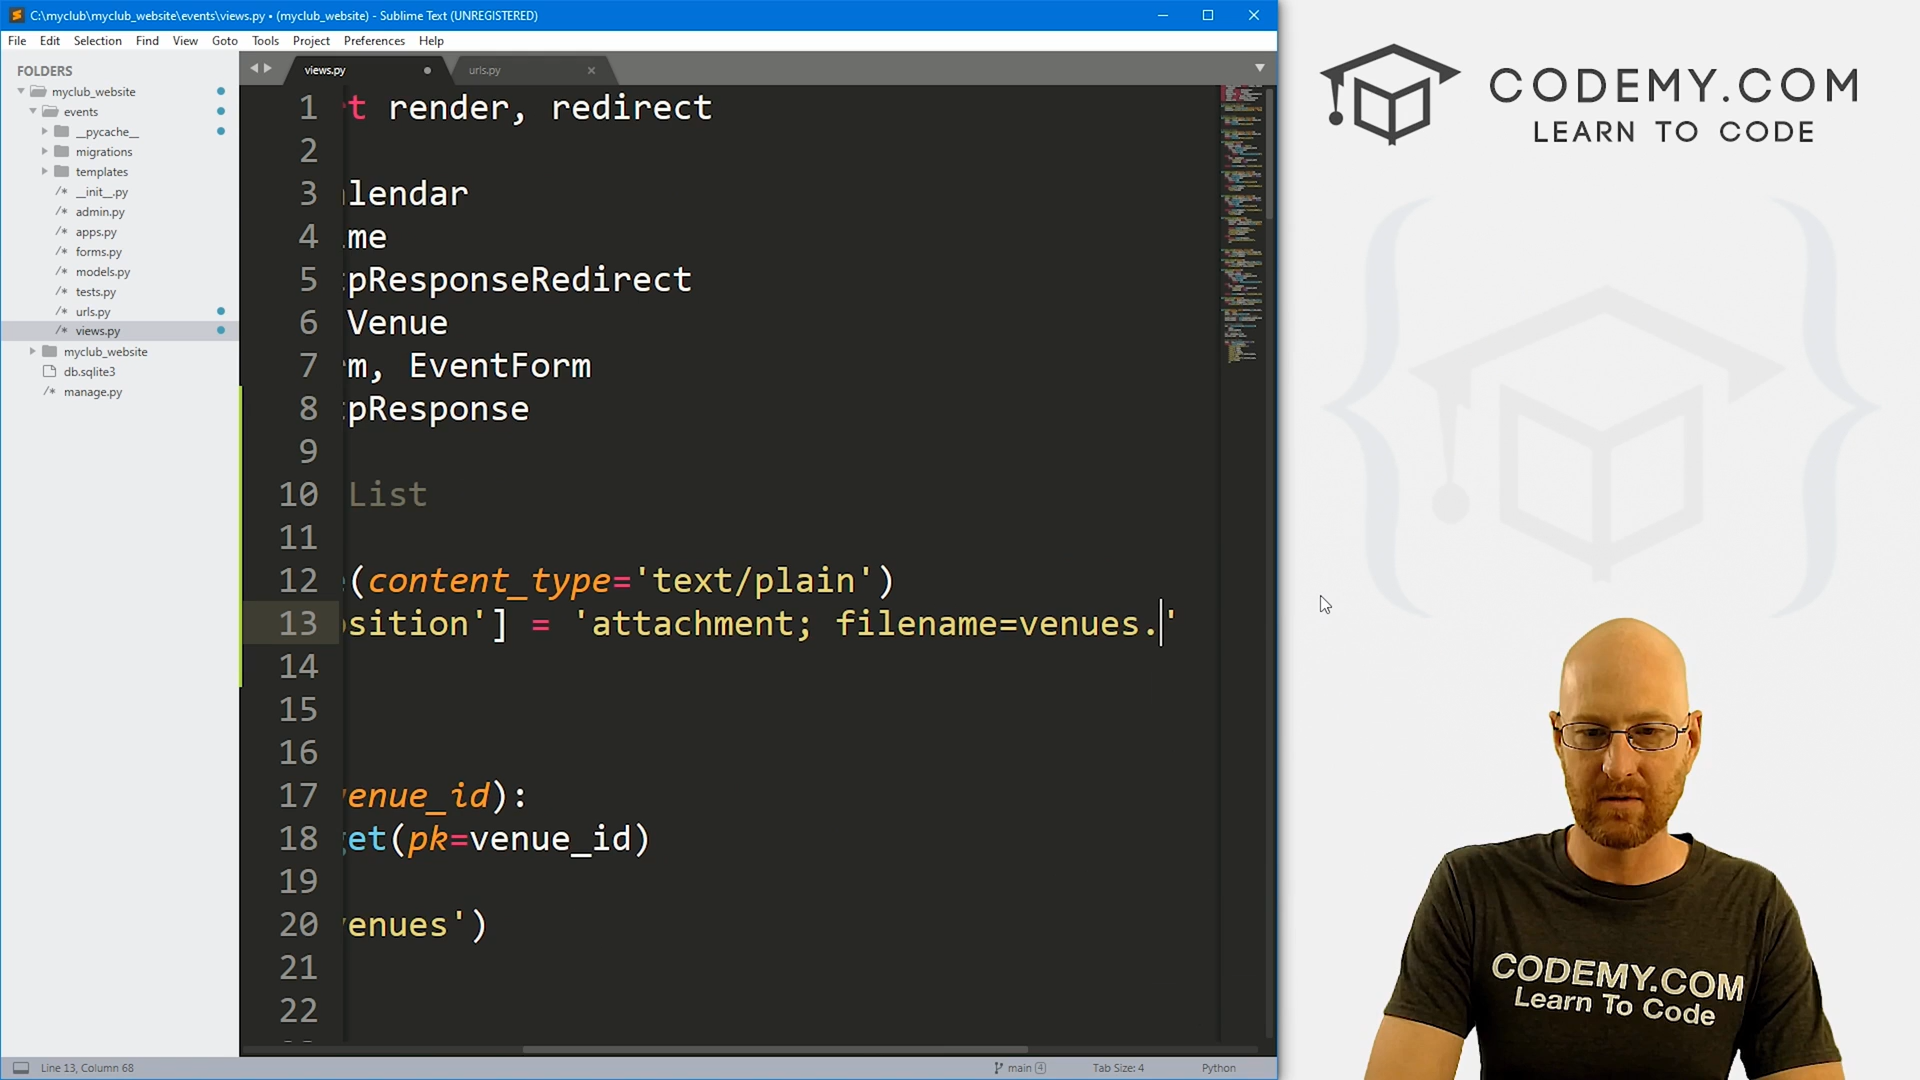 C:\myclub\myclub_website\events\views.py • (myclub_website) - Sublime Text (UNREGISTERED)
File Edit Selection Find View Goto Tools Project Preferences Help
FOLDERS
myclub_website
events
__pycache__
migrations
templates
__init__.py
admin.py
apps.py
forms.py
models.py
tests.py
urls.py
views.py
myclub_website
db.sqlite3
manage.py
views.py
urls.py
1 t render, redirect
2
3 lendar
4 me
5 pResponseRedirect
6 Venue
7 m, EventForm
8 pResponse
9
10 List
11
12 (content_type='text/plain')
13 sition'] = 'attachment; filename=venues.'
14
15
16
17 enue_id):
18 et(pk=venue_id)
19
20 enues')
21
22
Line 13, Column 68
main 4
Tab Size: 4
Python
CODEMY.COM
LEARN TO CODE
CODEMY.COM
Learn To Code